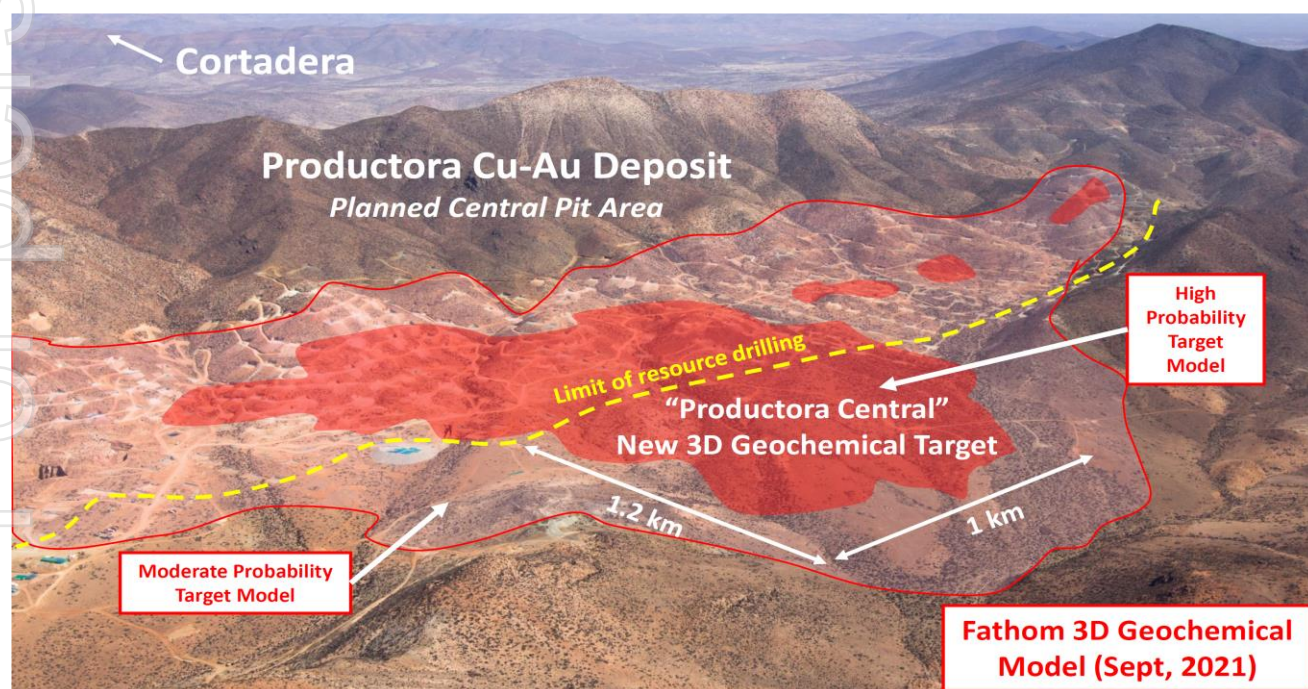 Cortadera
Productora Cu-Au Deposit
Planned Central Pit Area
High
Probability
Target
Model
Limit of resource drilling
“Productora Central”
New 3D Geochemical Target
1.2 km
1 km
Moderate Probability
Target Model
Fathom 3D Geochemical
Model (Sept, 2021)